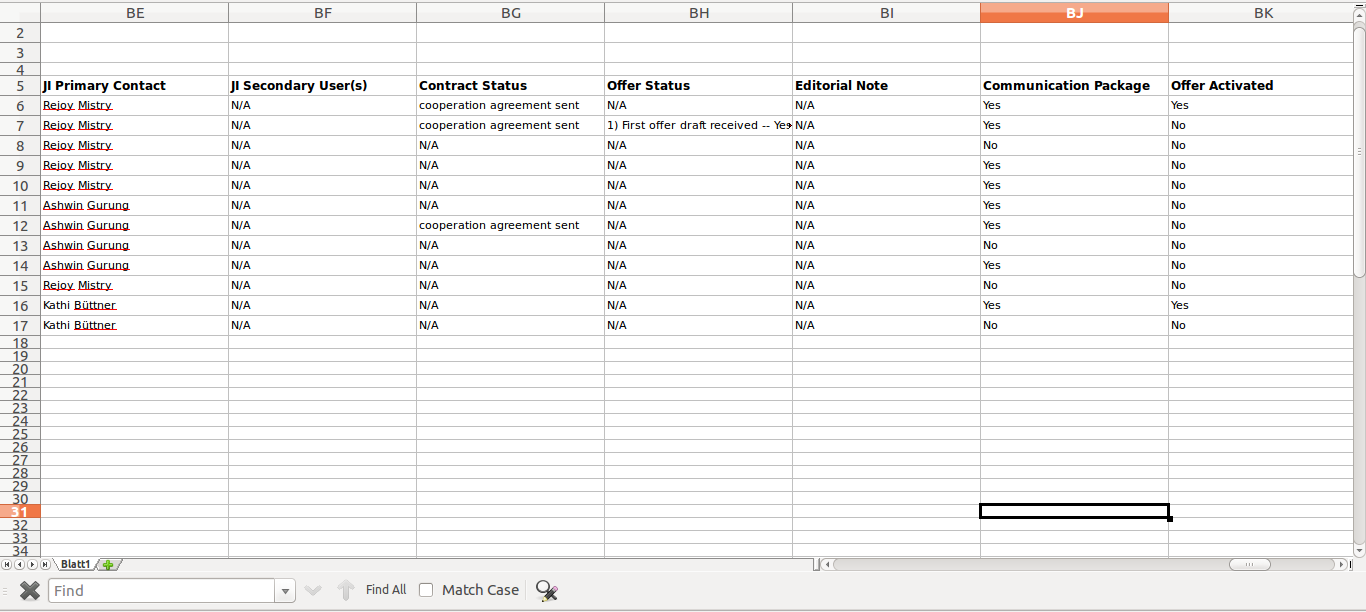 BE BF BG BH BI BJ BK
2
3
4
5 JI Primary Contact JI Secondary User(s) Contract Status Offer Status Editorial Note Communication Package Offer Activated
6 Rejoy Mistry N/A cooperation agreement sent N/A N/A Yes Yes
7 Rejoy Mistry N/A cooperation agreement sent 1) First offer draft received -- Yes N/A Yes No
8 Rejoy Mistry N/A N/A N/A N/A No No
9 Rejoy Mistry N/A N/A N/A N/A Yes No
10 Rejoy Mistry N/A N/A N/A N/A Yes No
11 Ashwin Gurung N/A N/A N/A N/A Yes No
12 Ashwin Gurung N/A cooperation agreement sent N/A N/A Yes No
13 Ashwin Gurung N/A N/A N/A N/A No No
14 Ashwin Gurung N/A N/A N/A N/A Yes No
15 Rejoy Mistry N/A N/A N/A N/A No No
16 Kathi Büttner N/A N/A N/A N/A Yes Yes
17 Kathi Büttner N/A N/A N/A N/A No No
18
19
20
21
22
23
24
25
26
27
28
29
30
31
32
33
34
Blatt1
Find Find All Match Case